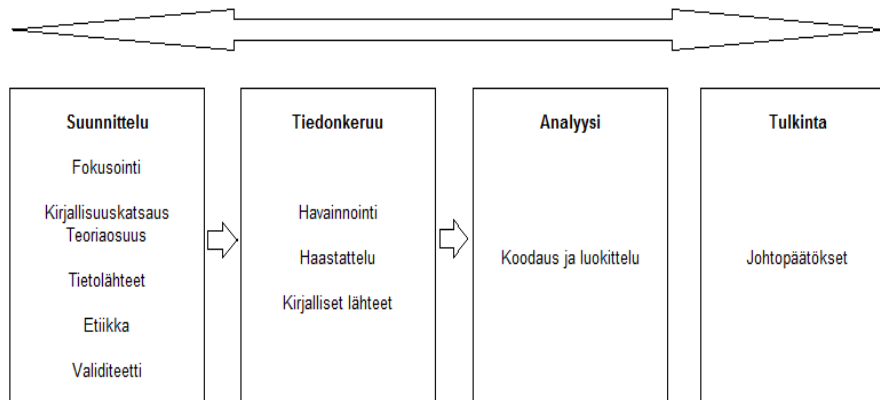 Suunnittelu
Fokusointi
Kirjallisuuskatsaus
Teoriaosuus
Tietolähteet
Etiikka
Validiteetti
Tiedonkeruu
Havainnointi
Haastattelu
Kirjalliset lähteet
Analyysi
Koodaus ja luokittelu
Tulkinta
Johtopäätökset